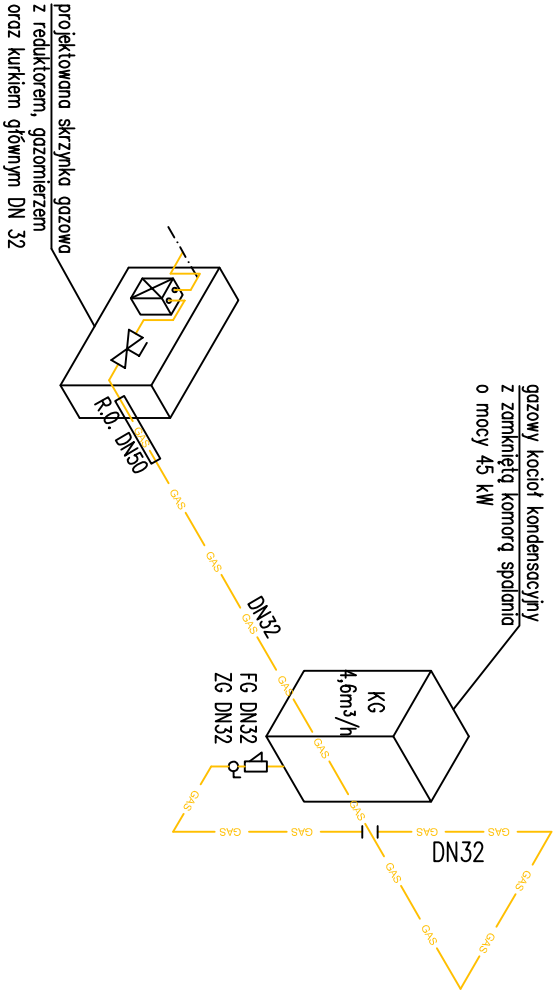 projektowana skrzynka gazowa
z reduktorem, gazomierzem
oraz kurkiem głównym DN 32
gazowy kocioł kondensacyjny
z zamkniętą komorą spalania
o mocy 45 kW
R.O. DN50
GAS
GAS
GAS
DN32
GAS
GAS
KG
4,6m³/h
GAS
GAS
FG DN32
ZG DN32
GAS
GAS
GAS
GAS
GAS
DN32
GAS
GAS
GAS
GAS